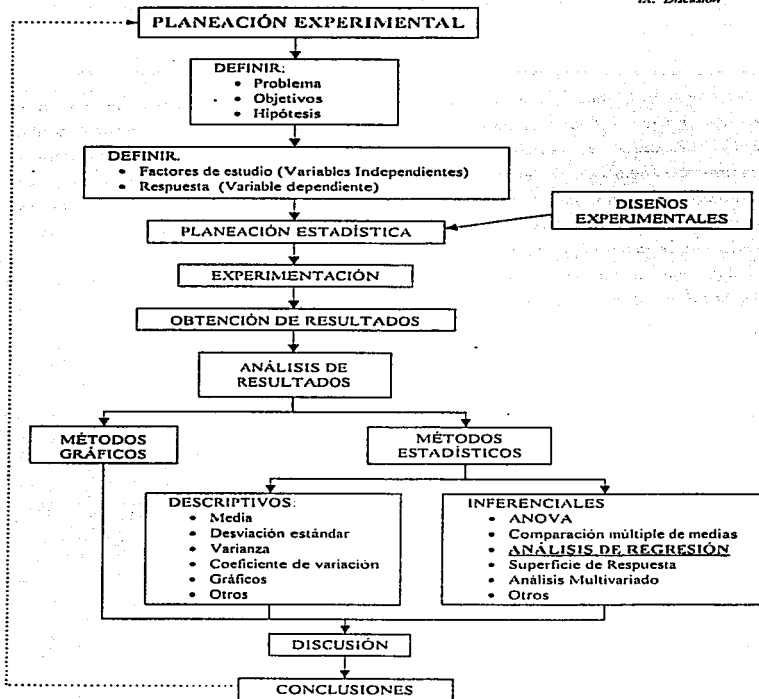 IX. Discusión
PLANEACIÓN EXPERIMENTAL
DEFINIR:
• Problema
• Objetivos
• Hipótesis
DEFINIR.
• Factores de estudio (Variables Independientes)
• Respuesta (Variable dependiente)
DISEÑOS
EXPERIMENTALES
PLANEACIÓN ESTADÍSTICA
EXPERIMENTACIÓN
OBTENCIÓN DE RESULTADOS
ANÁLISIS DE
RESULTADOS
MÉTODOS
GRÁFICOS
MÉTODOS
ESTADÍSTICOS
DESCRIPTIVOS:
• Media
• Desviación estándar
• Varianza
• Coeficiente de variación
• Gráficos
• Otros
INFERENCIALES
• ANOVA
• Comparación múltiple de medias
• ANÁLISIS DE REGRESIÓN
• Superficie de Respuesta
• Análisis Multivariado
• Otros
DISCUSIÓN
CONCLUSIONES